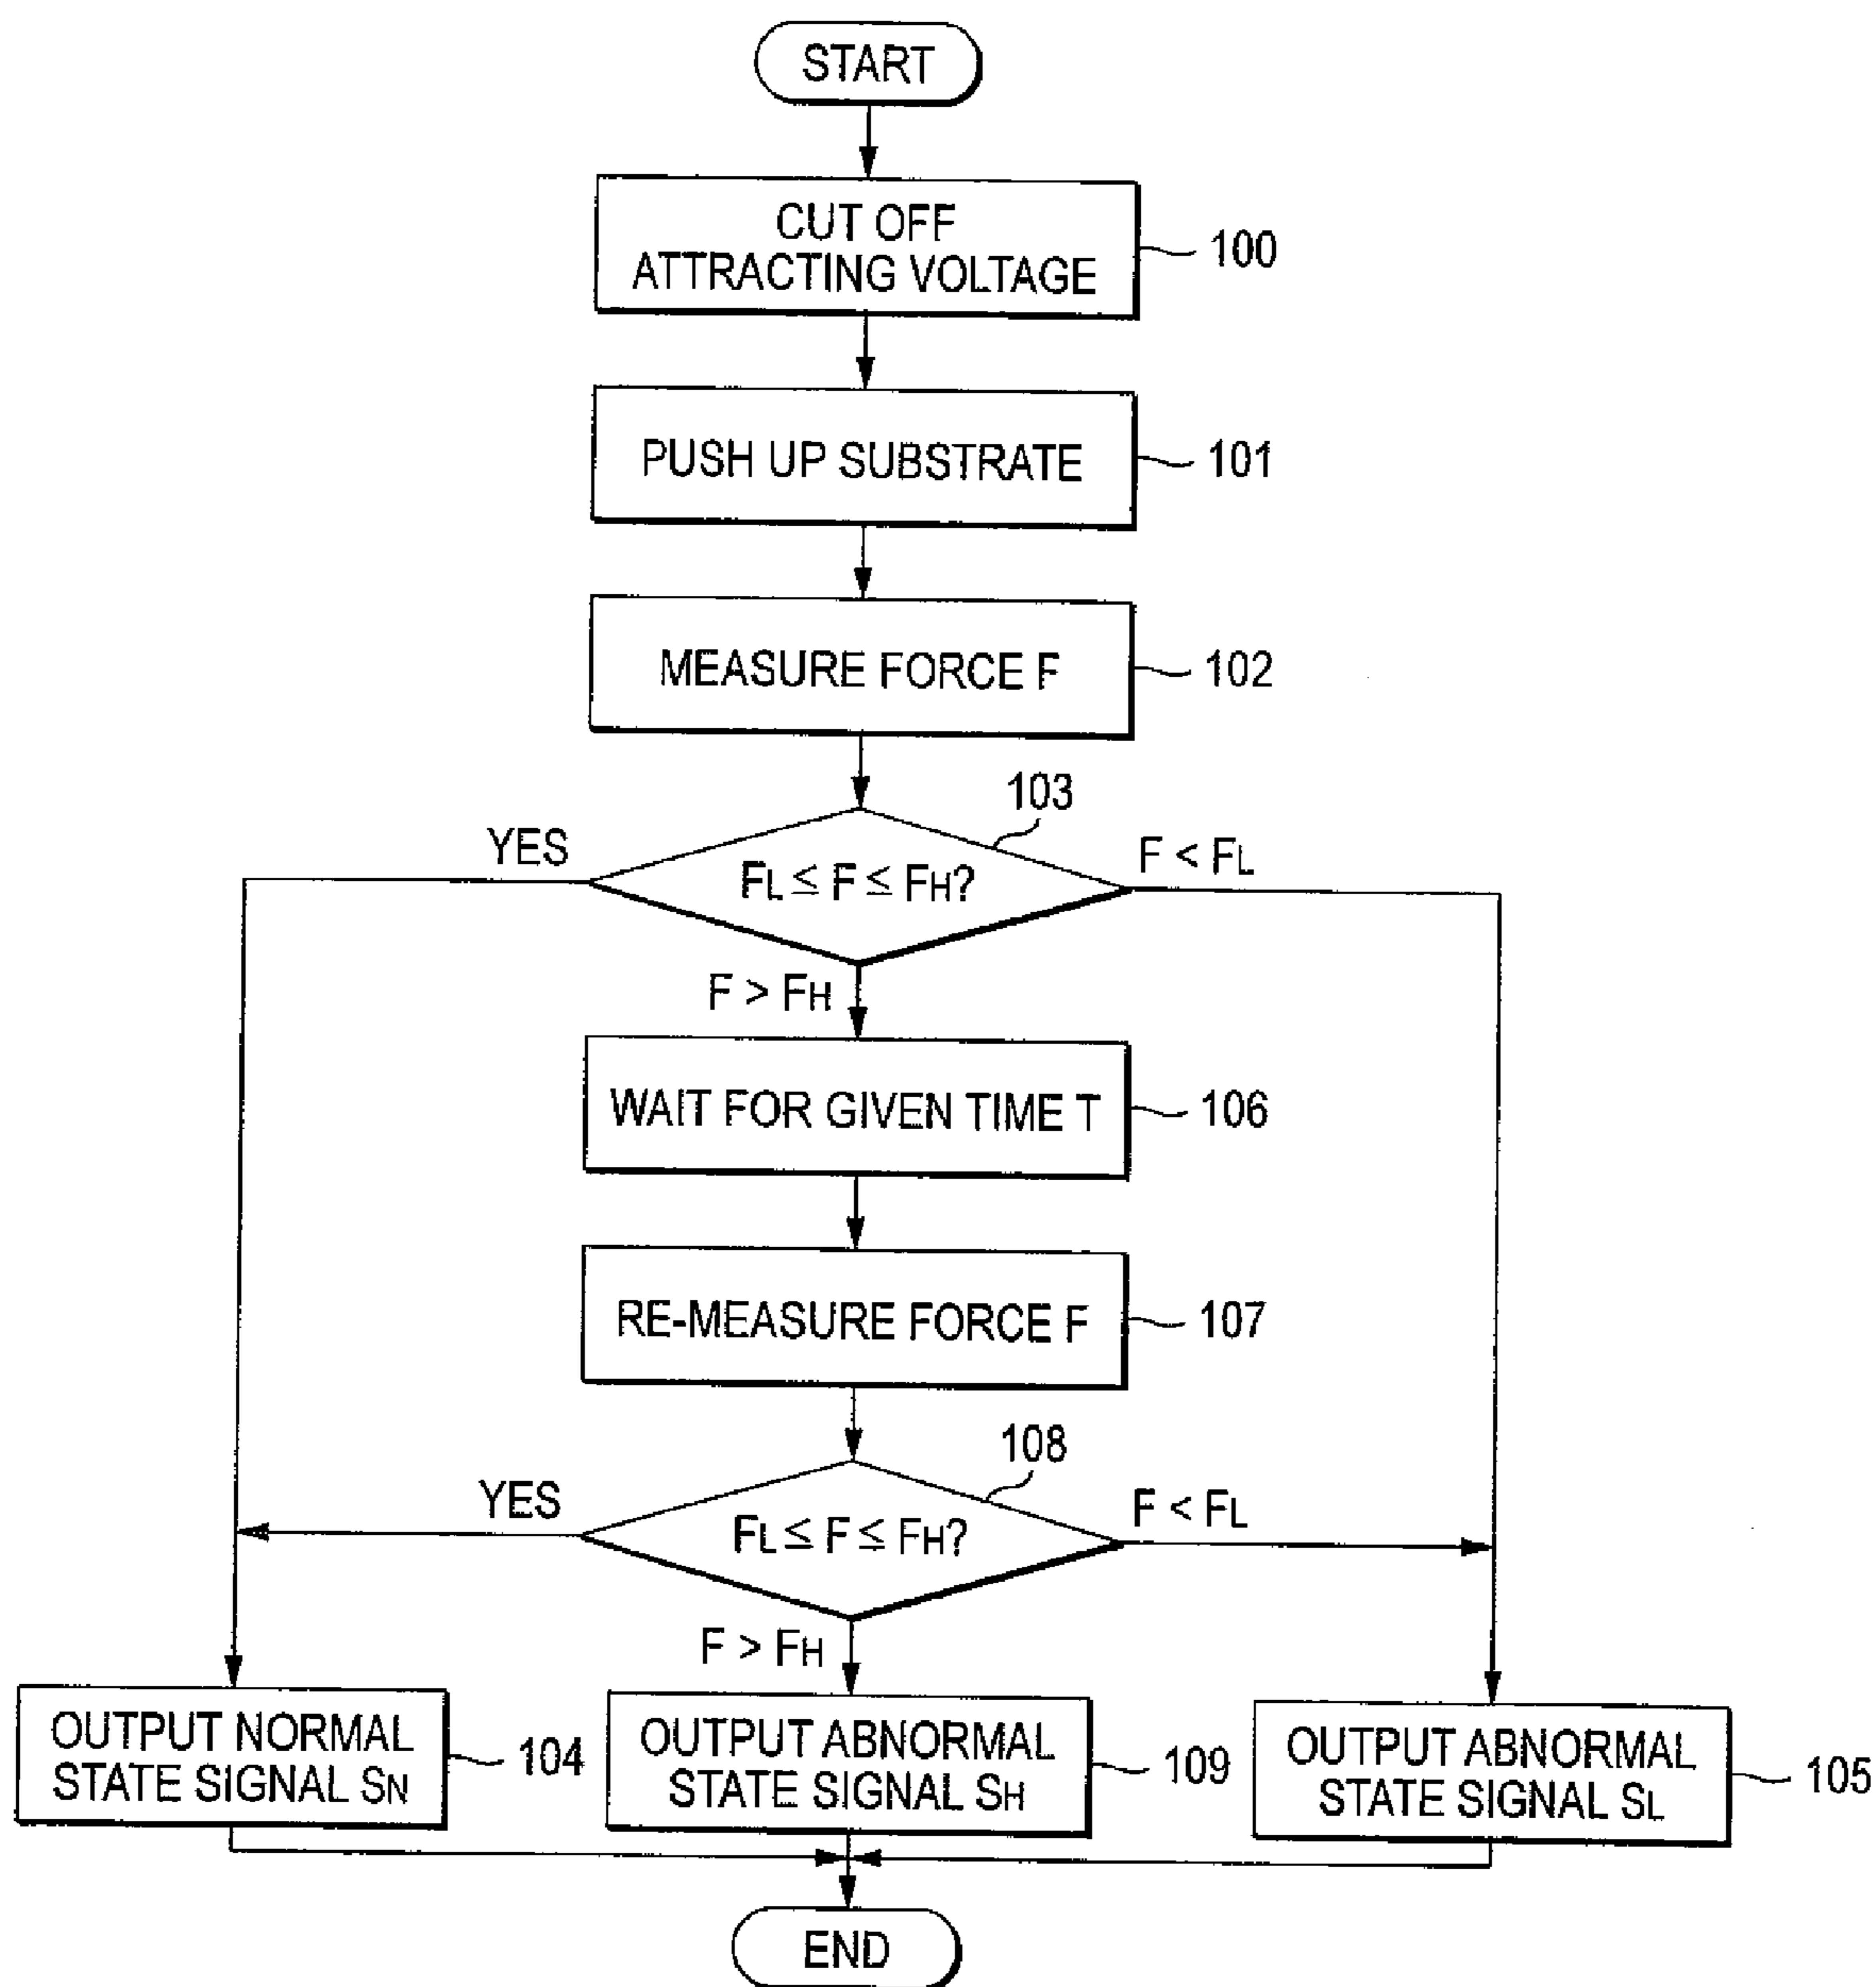 START
CUT OFF
ATTRACTING VOLTAGE
100
PUSH UP SUBSTRATE
101
MEASURE FORCE F
102
103
YES
FL ≤ F ≤ FH?
F < FL
F > FH
WAIT FOR GIVEN TIME T
106
RE-MEASURE FORCE F
107
108
YES
FL ≤ F ≤ FH?
F < FL
F > FH
OUTPUT NORMAL
STATE SIGNAL SN
104
OUTPUT ABNORMAL
STATE SIGNAL SH
109
OUTPUT ABNORMAL
STATE SIGNAL SL
105
END